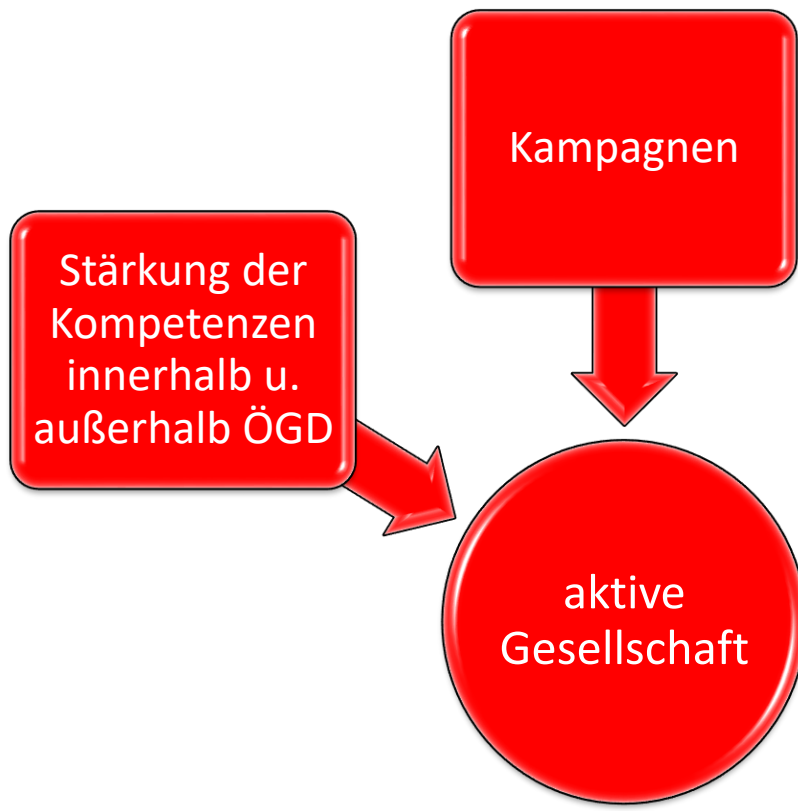 Kampagnen
Stärkung der
Kompetenzen
innerhalb u.
außerhalb ÖGD
aktive
Gesellschaft